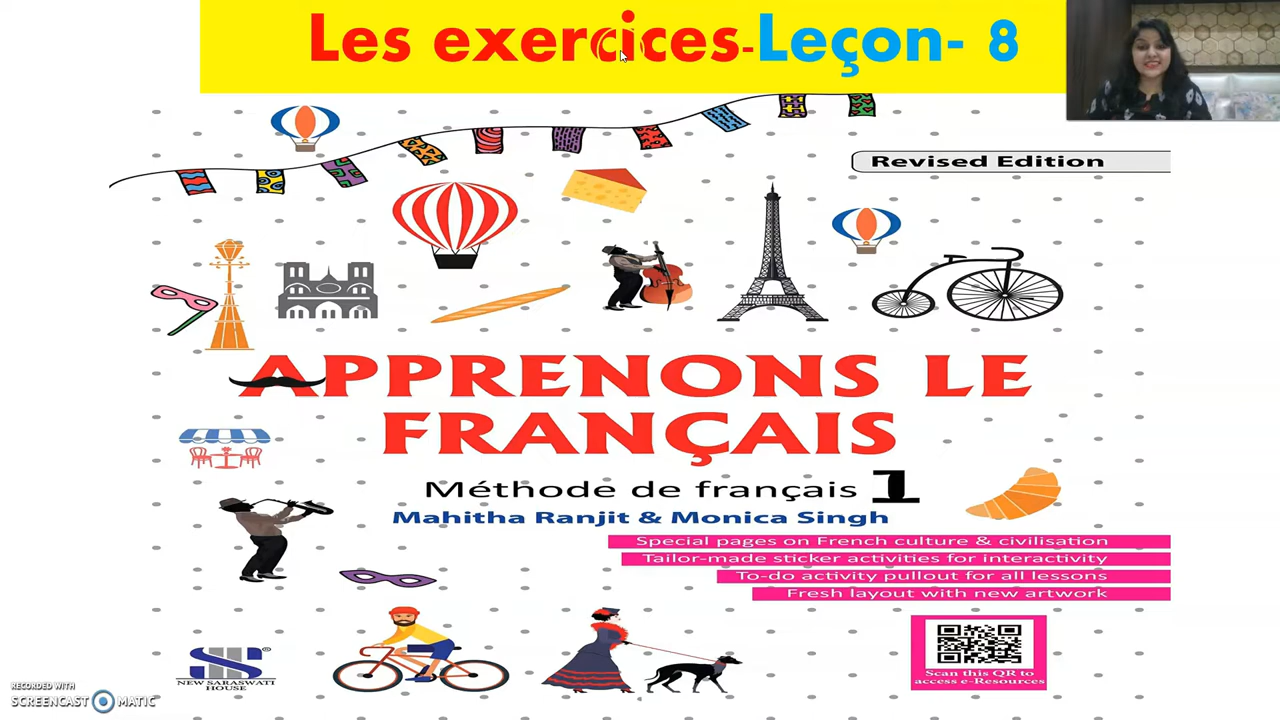 Les exercices-Leçon- 8
Revised Edition
APPRENONS LE
FRANÇAIS
Méthode de français 1
Mahitha Ranjit & Monica Singh
Special pages on French culture & civilisation
Tailor-made sticker activities for interactivity
To-do activity pullout for all lessons
Fresh layout with new artwork
NEW SARASWATI
HOUSE
®
Scan this QR to
access e-Resources
RECORDED WITH
SCREENCAST MATIC